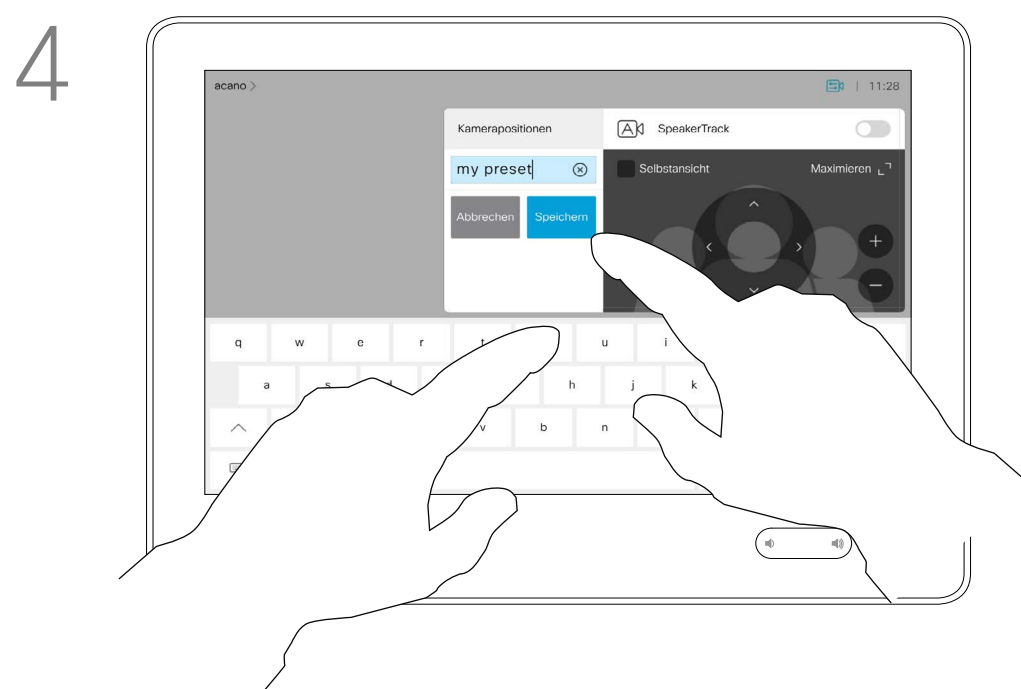 4
acano
11:28
Kamerapositionen
SpeakerTrack
my preset
Selbstansicht
Maximieren
Abbrechen
Speichern
q w e r t u i
a s d h j k
v b n